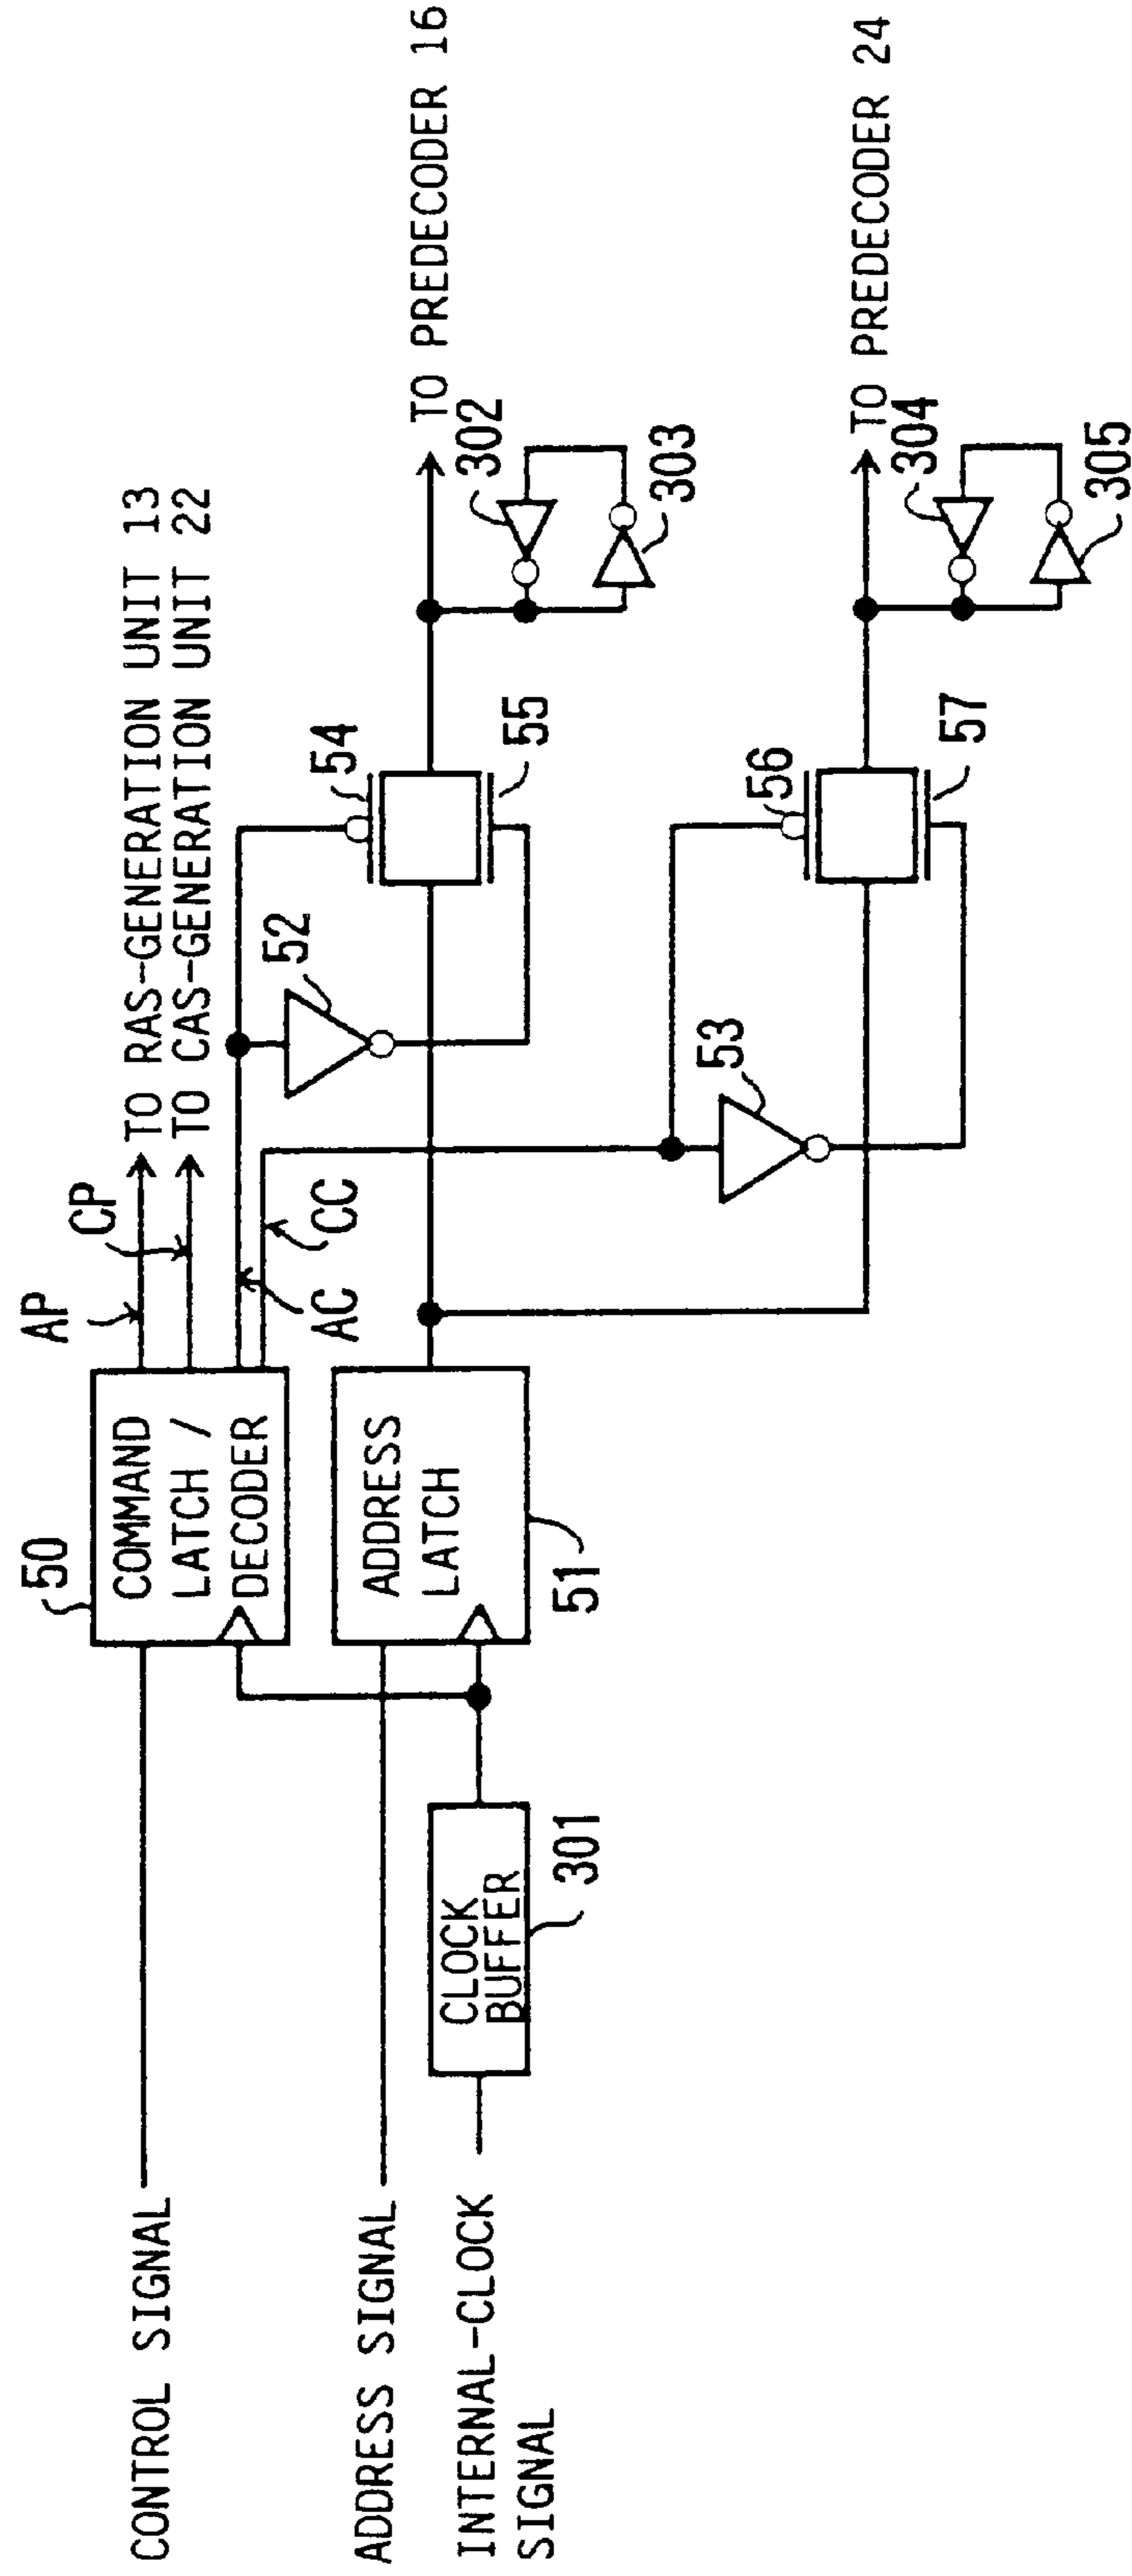 CONTROL SIGNAL
ADDRESS SIGNAL
INTERNAL-CLOCK
SIGNAL
CLOCK
BUFFER
301
50
COMMAND
LATCH /
DECODER
ADDRESS
LATCH
51
AP
CP
AC
CC
TO RAS-GENERATION UNIT 13
TO CAS-GENERATION UNIT 22
52
53
54
55
56
57
TO PREDECODER 16
302
303
TO PREDECODER 24
304
305